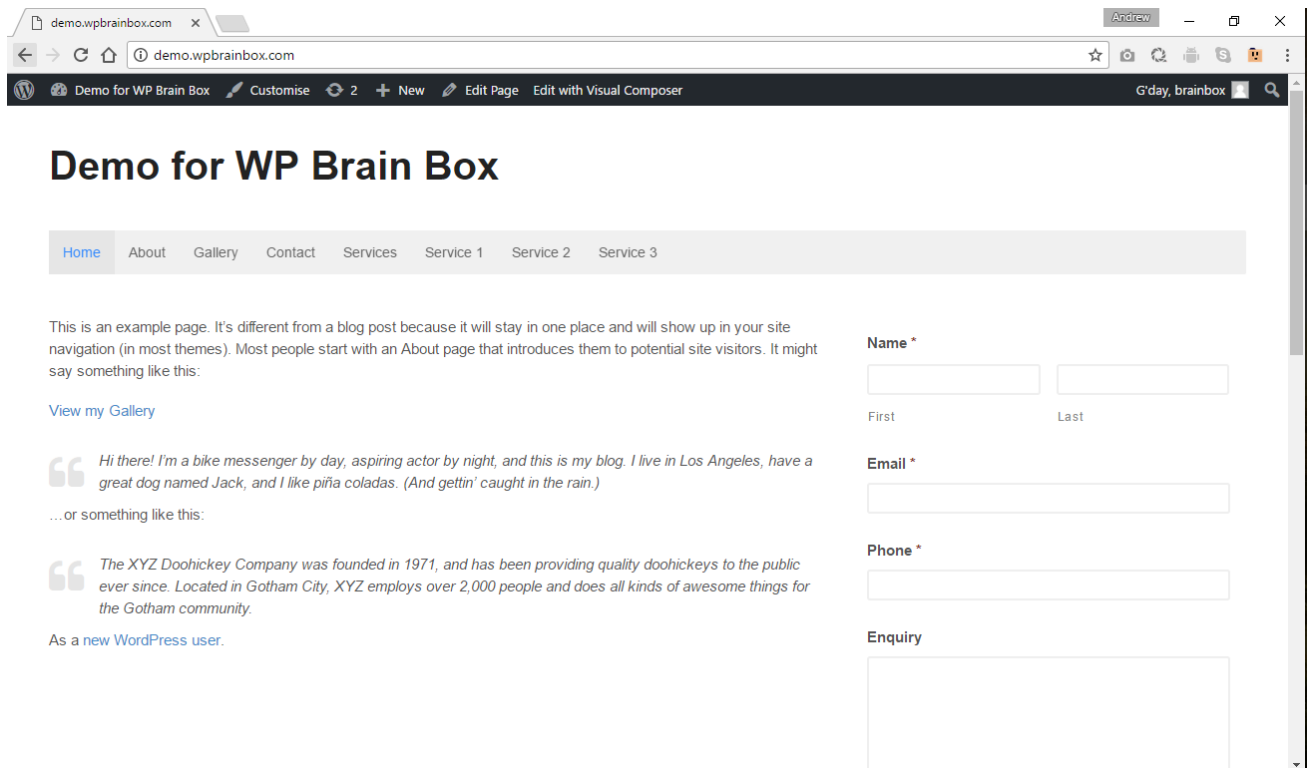 demo.wpbrainbox.com
Andrew
demo.wpbrainbox.com
Demo for WP Brain Box Customise 2 New Edit Page Edit with Visual Composer G'day, brainbox
Demo for WP Brain Box
Home About Gallery Contact Services Service 1 Service 2 Service 3
This is an example page. It’s different from a blog post because it will stay in one place and will show up in your site
navigation (in most themes). Most people start with an About page that introduces them to potential site visitors. It might
say something like this:
View my Gallery
Hi there! I’m a bike messenger by day, aspiring actor by night, and this is my blog. I live in Los Angeles, have a
great dog named Jack, and I like piña coladas. (And gettin’ caught in the rain.)
…or something like this:
The XYZ Doohickey Company was founded in 1971, and has been providing quality doohickeys to the public
ever since. Located in Gotham City, XYZ employs over 2,000 people and does all kinds of awesome things for
the Gotham community.
As a new WordPress user.
Name *
First Last
Email *
Phone *
Enquiry